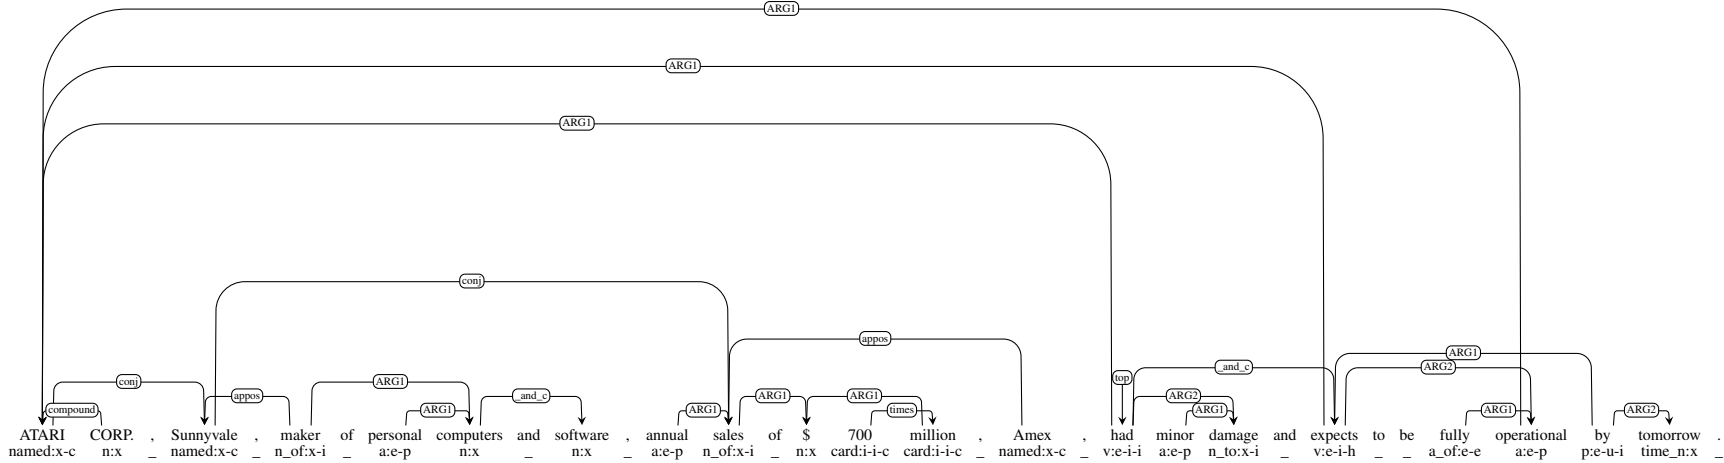 ARG1
ARG1
ARG1
conj
appos
ARG1
top _and_c ARG2
conj ARG1
appos _and_c ARG1 ARG1 ARG2
compound ARG1 ARG1 times ARG1 ARG1 ARG2
ATARI CORP. , Sunnyvale , maker of personal computers and software , annual sales of $ 700 million , Amex , had minor damage and expects to be fully operational by tomorrow .
named:x-c n:x _ named:x-c _ n_of:x-i _ a:e-p n:x _ n:x _ a:e-p n_of:x-i _ n:x card:i-i-c card:i-i-c _ named:x-c _ v:e-i-i a:e-p n_to:x-i _ v:e-i-h _ _ a_of:e-e a:e-p p:e-u-i time_n:x _